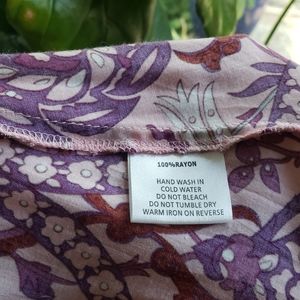 100%RAYON
HAND WASH IN
COLD WATER
DO NOT BLEACH
DO NOT TUMBLE DRY
WARM IRON ON REVERSE